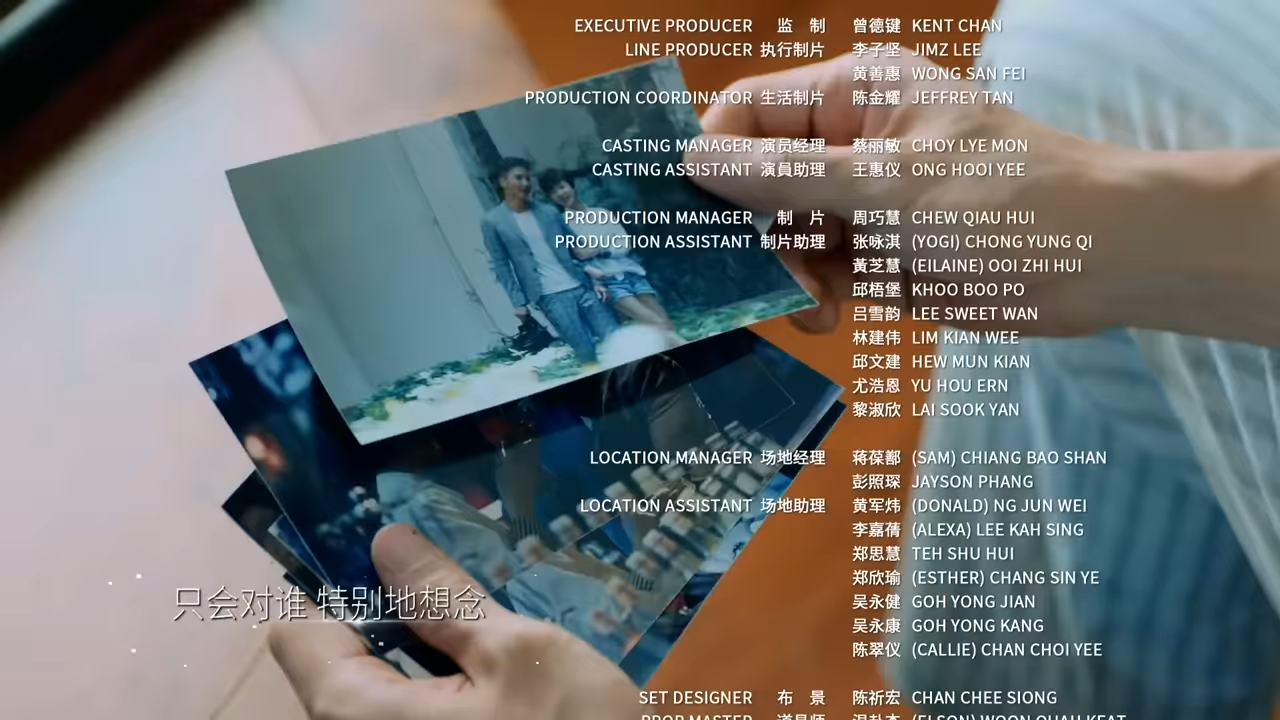 EXECUTIVE PRODUCER 监 制 曾德键 KENT CHAN
LINE PRODUCER 执行制片 李子坚 JIMZ LEE
黄善惠 WONG SAN FEI
PRODUCTION COORDINATOR 生活制片 陈金耀 JEFFREY TAN
CASTING MANAGER 演员经理 蔡丽敏 CHOY LYE MON
CASTING ASSISTANT 演員助理 王惠仪 ONG HOOI YEE
PRODUCTION MANAGER 制 片 周巧慧 CHEW QIAU HUI
PRODUCTION ASSISTANT 制片助理 张咏淇 (YOGI) CHONG YUNG QI
黃芝慧 (EILAINE) OOI ZHI HUI
邱梧堡 KHOO BOO PO
吕雪韵 LEE SWEET WAN
林建伟 LIM KIAN WEE
邱文建 HEW MUN KIAN
尤浩恩 YU HOU ERN
黎淑欣 LAI SOOK YAN
LOCATION MANAGER 场地经理 蒋葆鄯 (SAM) CHIANG BAO SHAN
彭照琛 JAYSON PHANG
LOCATION ASSISTANT 场地助理 黄军炜 (DONALD) NG JUN WEI
李嘉蒨 (ALEXA) LEE KAH SING
郑思慧 TEH SHU HUI
郑欣瑜 (ESTHER) CHANG SIN YE
只会对谁 特别地想念
吴永健 GOH YONG JIAN
吴永康 GOH YONG KANG
陈翠仪 (CALLIE) CHAN CHOI YEE
SET DESIGNER 布 景 陈祈宏 CHAN CHEE SIONG
PROP MASTER 道具师 (ELSON) WOON CHAU KEAT